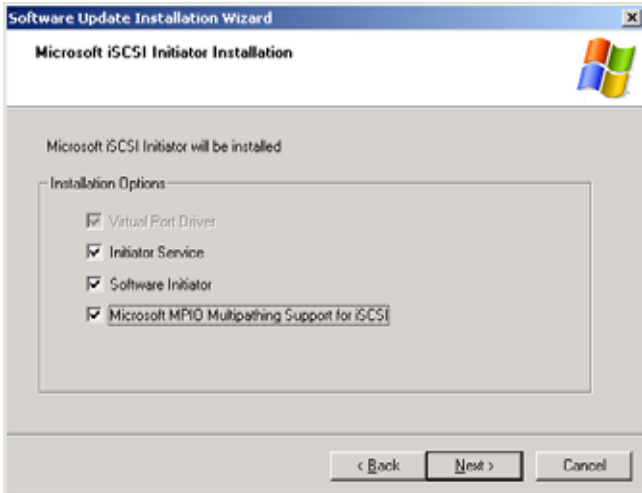 Software Update Installation Wizard
Microsoft iSCSI Initiator Installation
Microsoft iSCSI Initiator will be installed
Installation Options
Virtual Port Driver
Initiator Service
Software Initiator
Microsoft MPIO Multipathing Support for iSCSI
< Back
Next >
Cancel